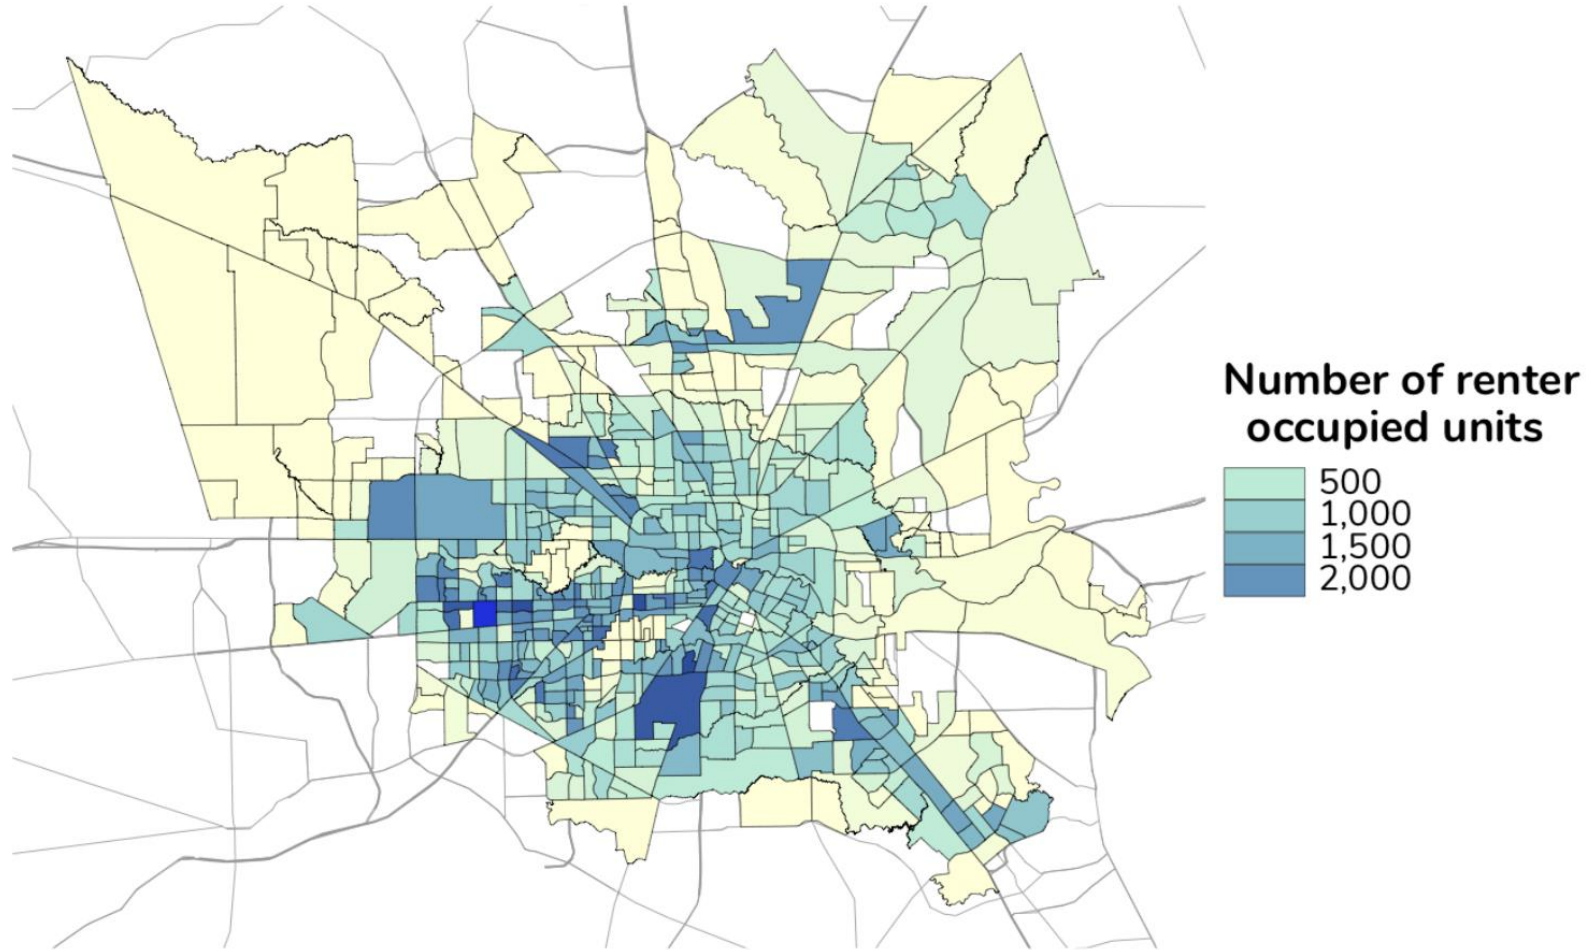 Number of renter
occupied units
500
1,000
1,500
2,000